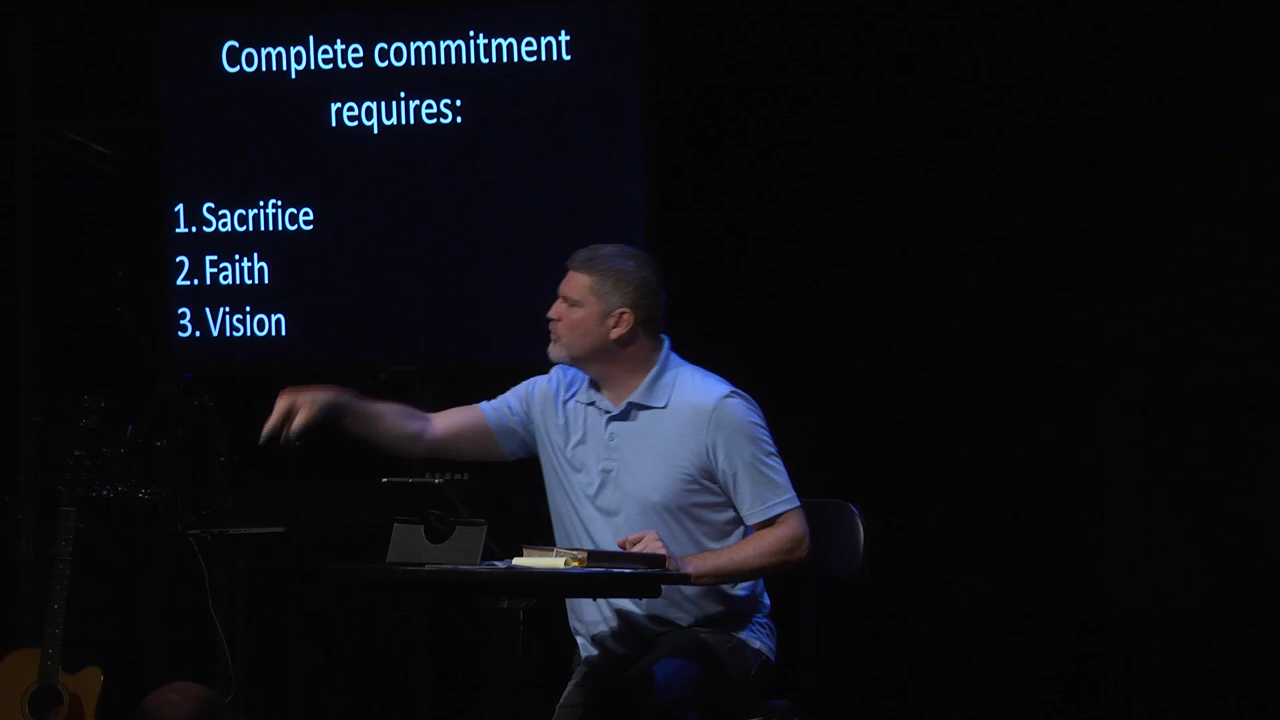 Complete commitment
requires:
1. Sacrifice
2. Faith
3. Vision